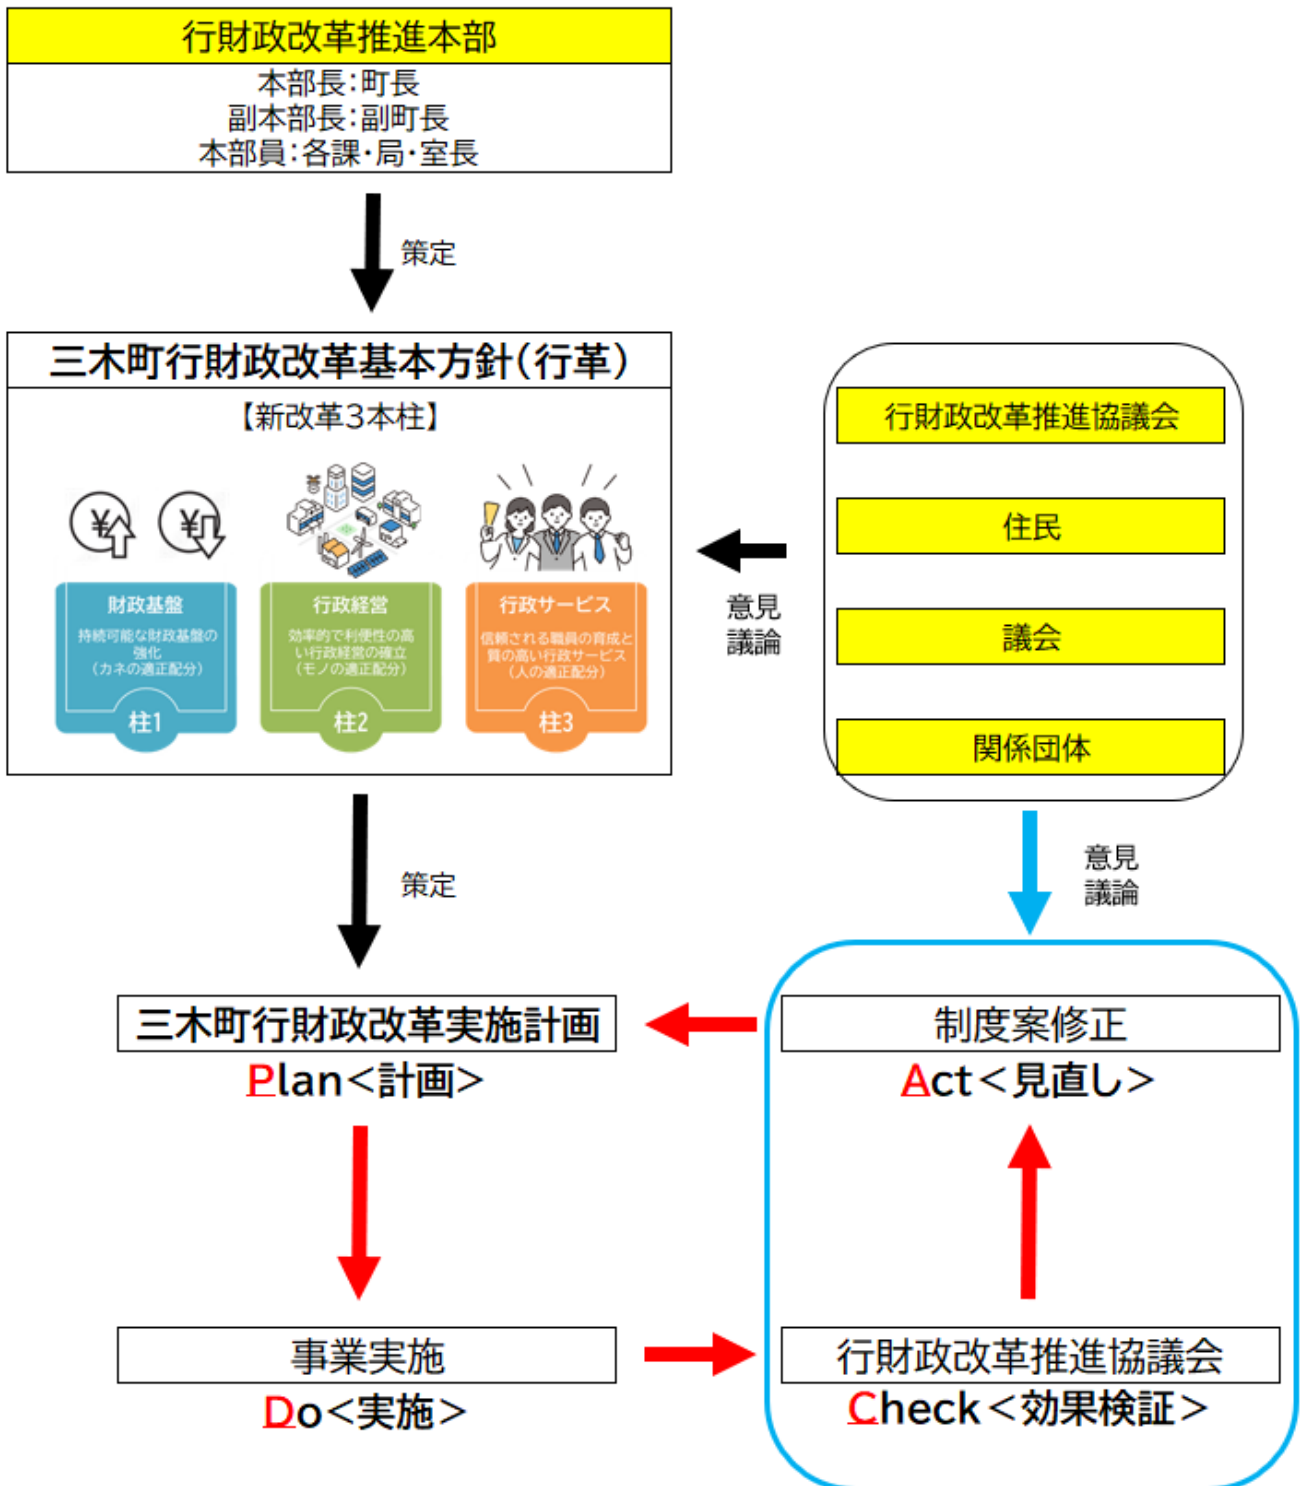 行財政改革推進本部
本部長：町長
副本部長：副町長
本部員：各課・局・室長
策定
三木町行財政改革基本方針（行革）
【新改革３本柱】
財政基盤
持続可能な財政基盤の
強化
（カネの適正配分）
柱1
行政経営
効率的で利便性の高
い行政経営の確立
（モノの適正配分）
柱2
行政サービス
信頼される職員の育成と
質の高い行政サービス
（人の適正配分）
柱3
意見
議論
行財政改革推進協議会
住民
議会
関係団体
意見
議論
策定
三木町行財政改革実施計画
Plan＜計画＞
制度案修正
Act＜見直し＞
事業実施
Do＜実施＞
行財政改革推進協議会
Check＜効果検証＞